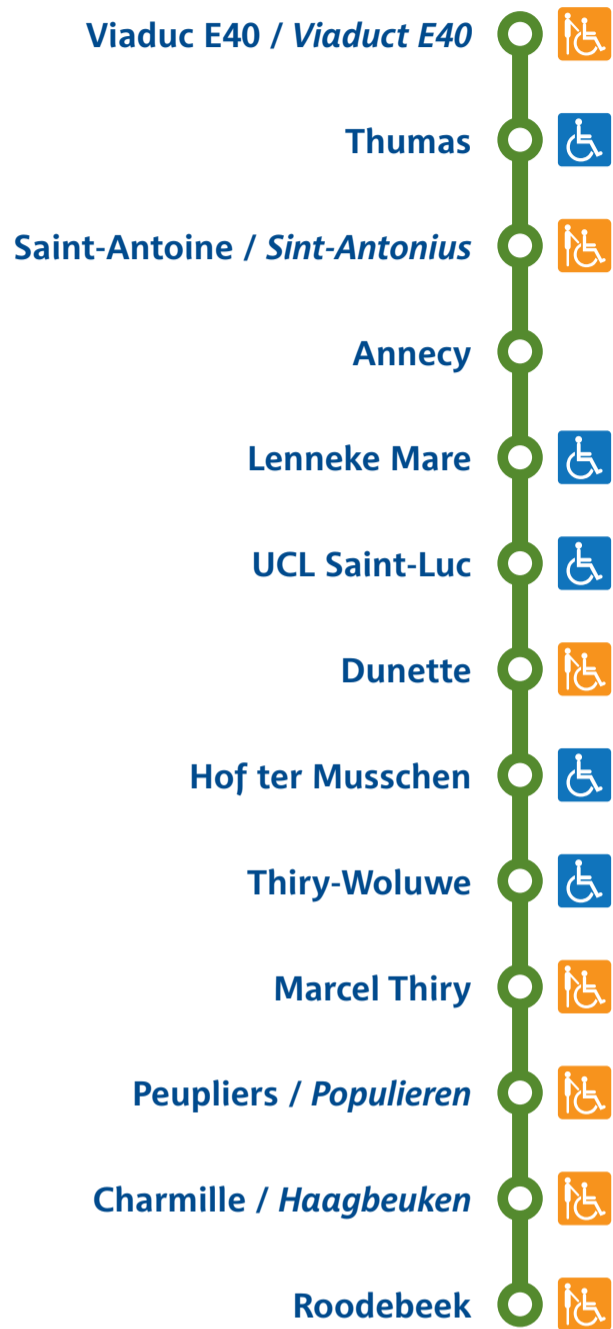 Viaduc E40 / Viaduct E40
Thumas
Saint-Antoine / Sint-Antonius
Annecy
Lenneke Mare
UCL Saint-Luc
Dunette
Hof ter Musschen
Thiry-Woluwe
Marcel Thiry
Peupliers / Populieren
Charmille / Haagbeuken
Roodebeek